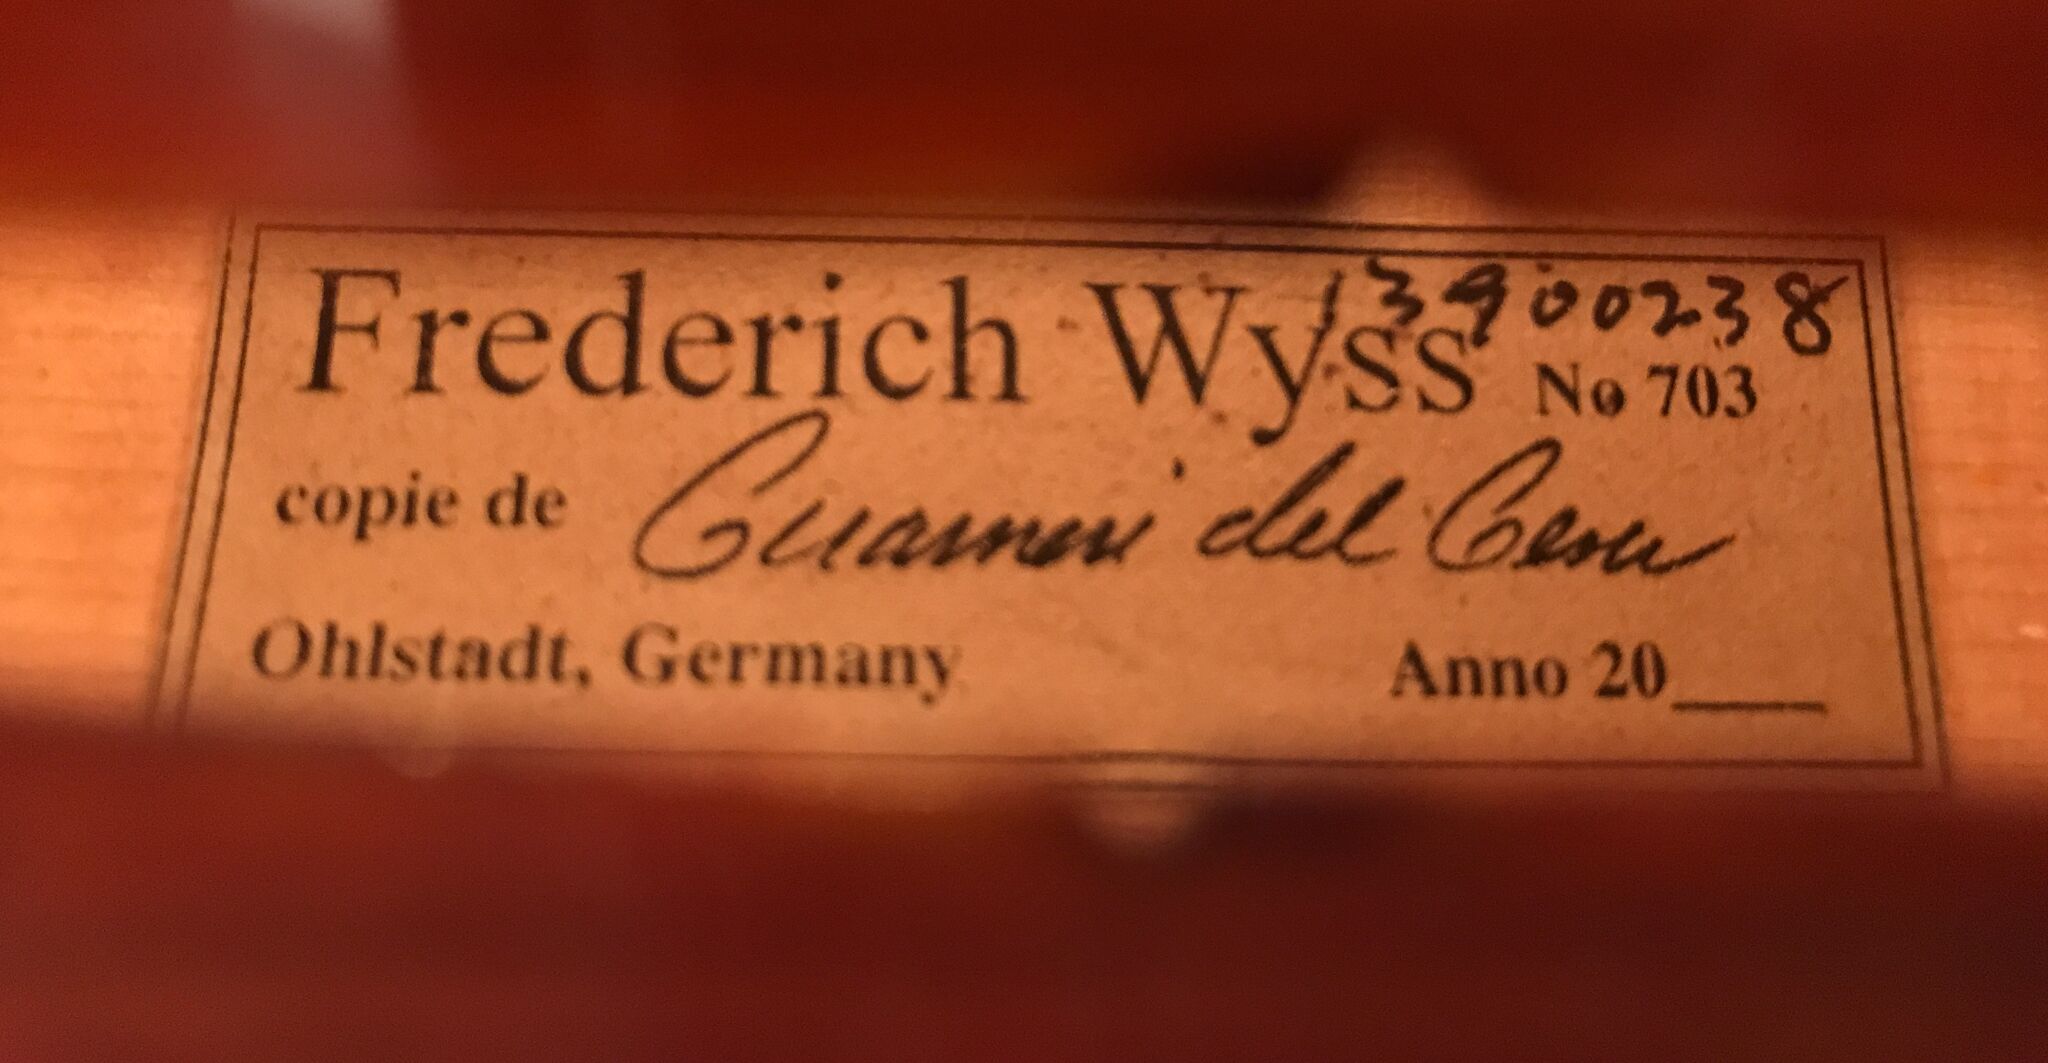 13900238
Frederich Wyss No 703
copie de Guarneri del Gesu
Ohlstadt, Germany Anno 20___